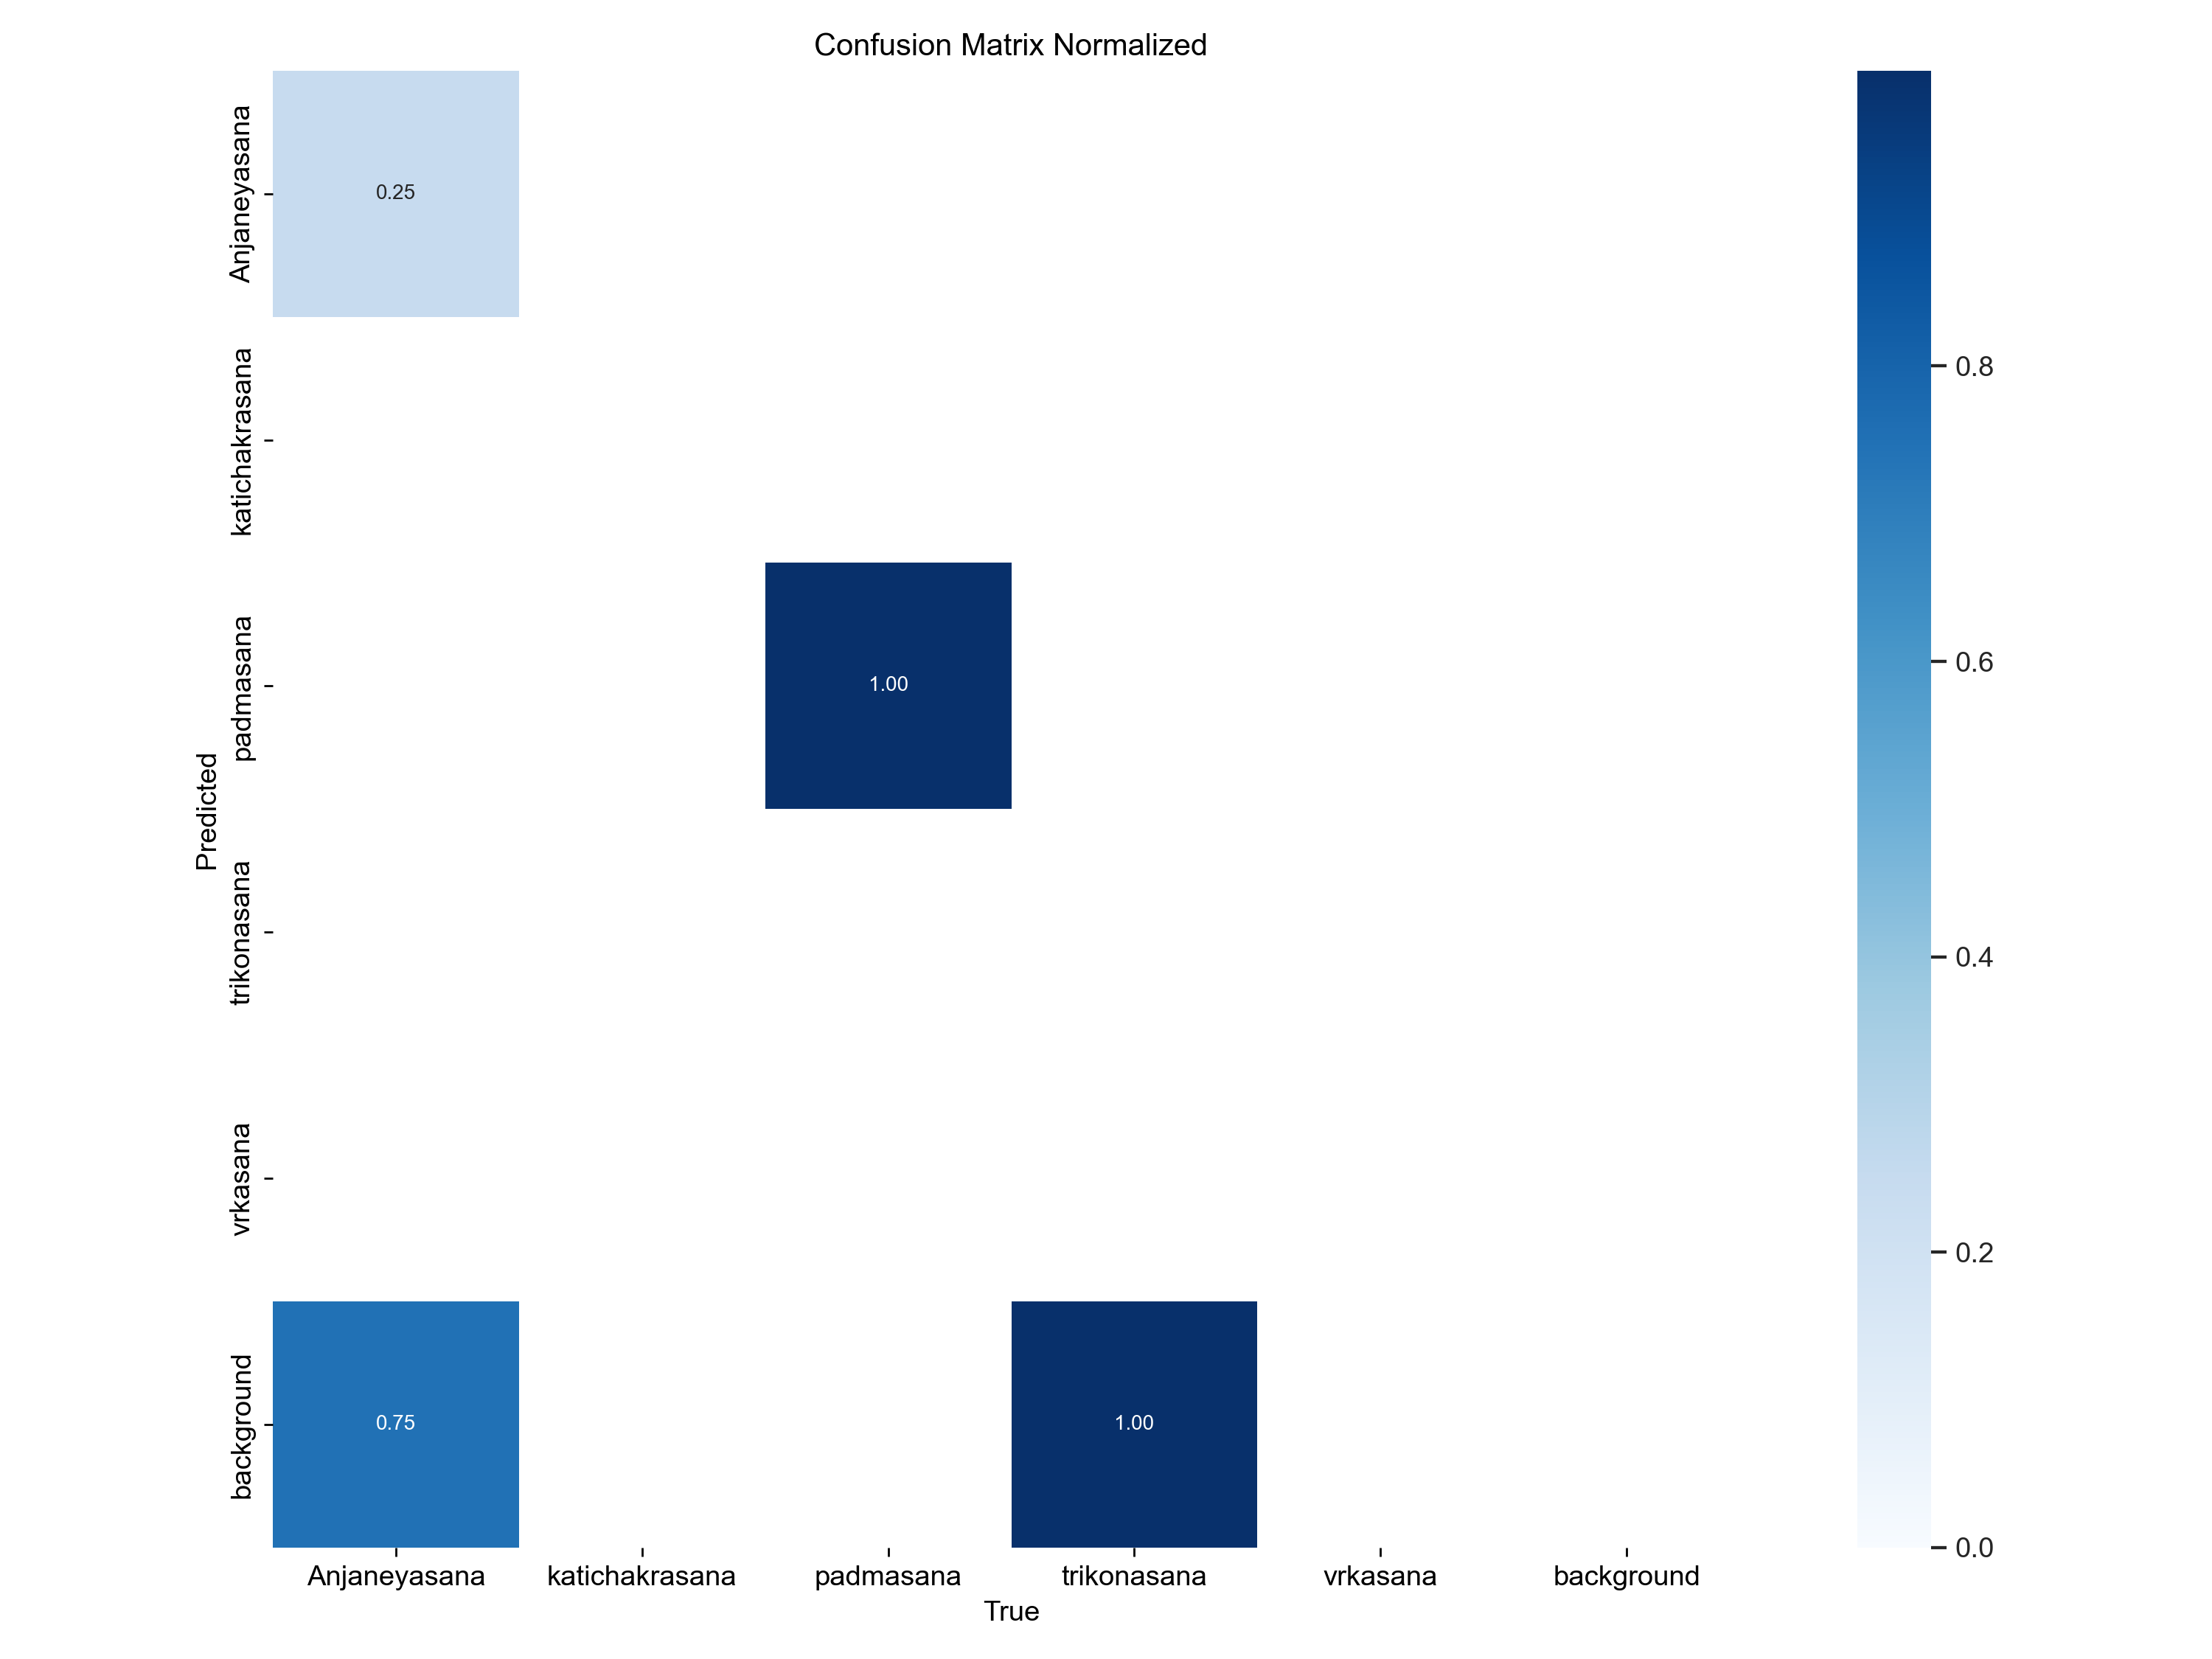 Confusion Matrix Normalized
Predicted
Anjaneyasana
katichakrasana
padmasana
trikonasana
vrkasana
background
0.25
1.00
0.75
1.00
Anjaneyasana
katichakrasana
padmasana
trikonasana
vrkasana
background
True
0.8
0.6
0.4
0.2
0.0